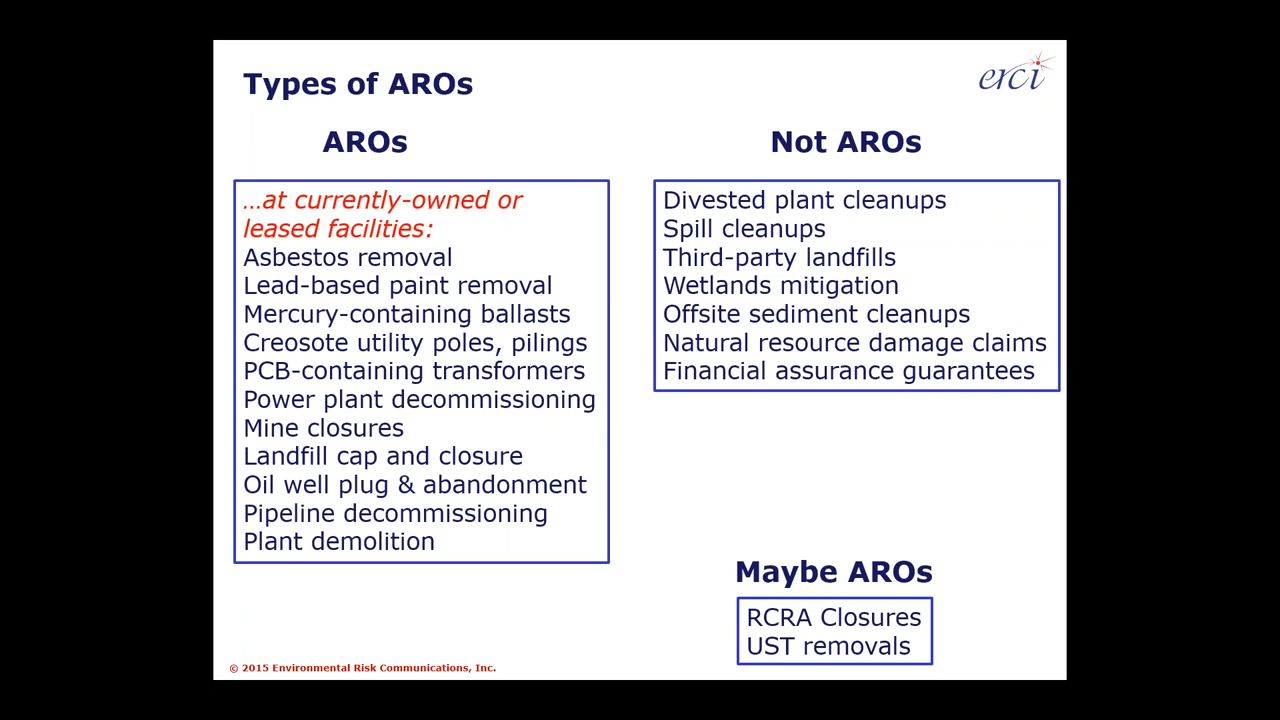 Types of AROs
erci
AROs
…at currently-owned or
leased facilities:
Asbestos removal
Lead-based paint removal
Mercury-containing ballasts
Creosote utility poles, pilings
PCB-containing transformers
Power plant decommissioning
Mine closures
Landfill cap and closure
Oil well plug & abandonment
Pipeline decommissioning
Plant demolition
Not AROs
Divested plant cleanups
Spill cleanups
Third-party landfills
Wetlands mitigation
Offsite sediment cleanups
Natural resource damage claims
Financial assurance guarantees
Maybe AROs
RCRA Closures
UST removals
© 2015 Environmental Risk Communications, Inc.